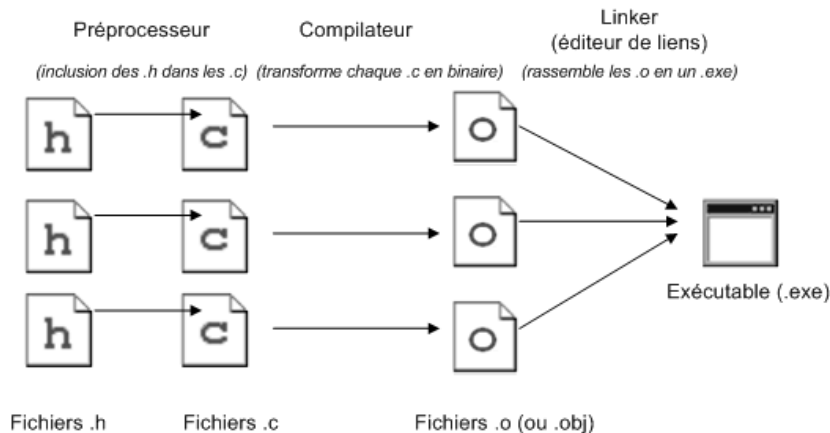 Préprocesseur
Compilateur
Linker
(éditeur de liens)
(inclusion des .h dans les .c)
(transforme chaque .c en binaire)
(rassemble les .o en un .exe)
h
c
o
h
c
o
h
c
o
Exécutable (.exe)
Fichiers .h
Fichiers .c
Fichiers .o (ou .obj)